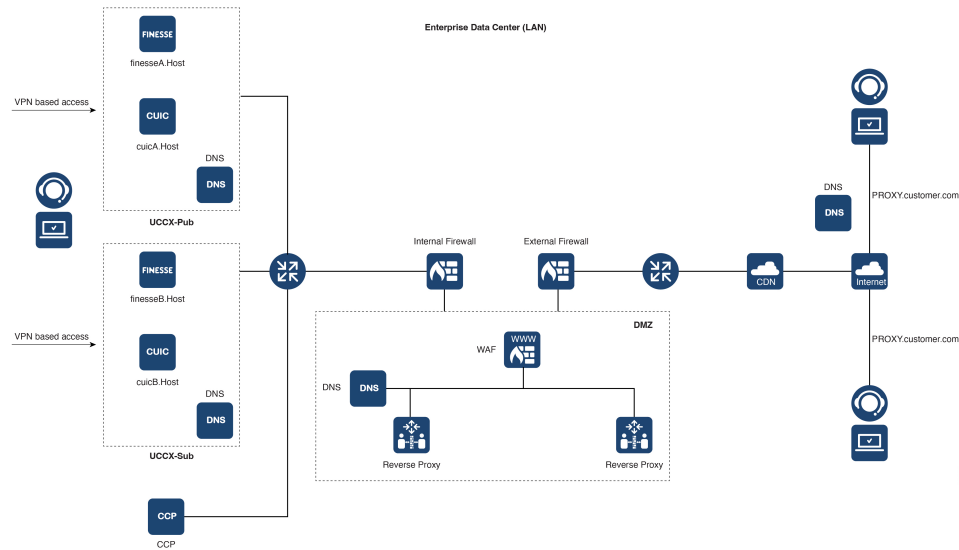 Enterprise Data Center (LAN)
FINESSE
finesseA.Host
VPN based access
CUIC
cuicA.Host
DNS
DNS
UCCX-Pub
FINESSE
finesseB.Host
VPN based access
CUIC
cuicB.Host
DNS
DNS
UCCX-Sub
CCP
CCP
Internal Firewall
External Firewall
DMZ
WWW
WAF
DNS
DNS
Reverse Proxy
Reverse Proxy
CDN
Internet
DNS
DNS
PROXY.customer.com
PROXY.customer.com